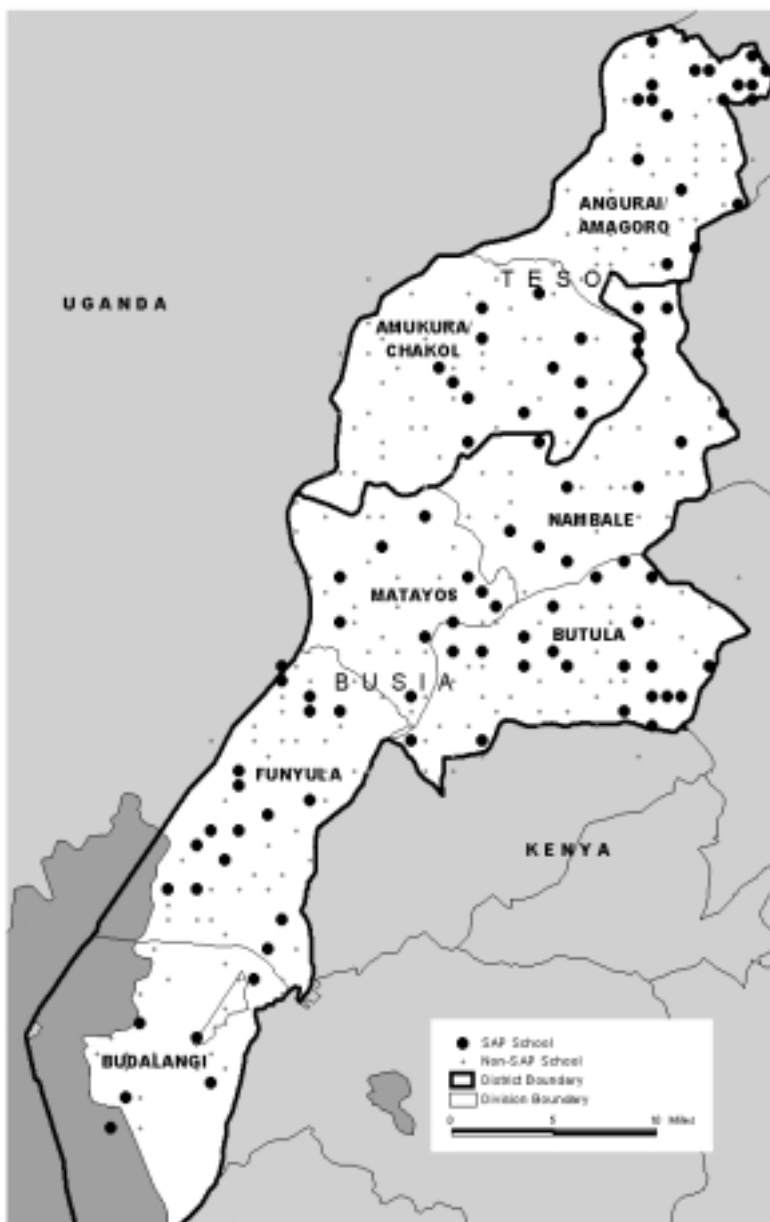 ANGURAI/
AMAGORO
TESO
UGANDA
AMUKURA/
CHAKOL
NAMBALE
MATAYOS
BUTULA
BUSIA
FUNYULA
KENYA
BUDALANGI
SAP School
Non-SAP School
District Boundary
Division Boundary
0 5 10 Miles